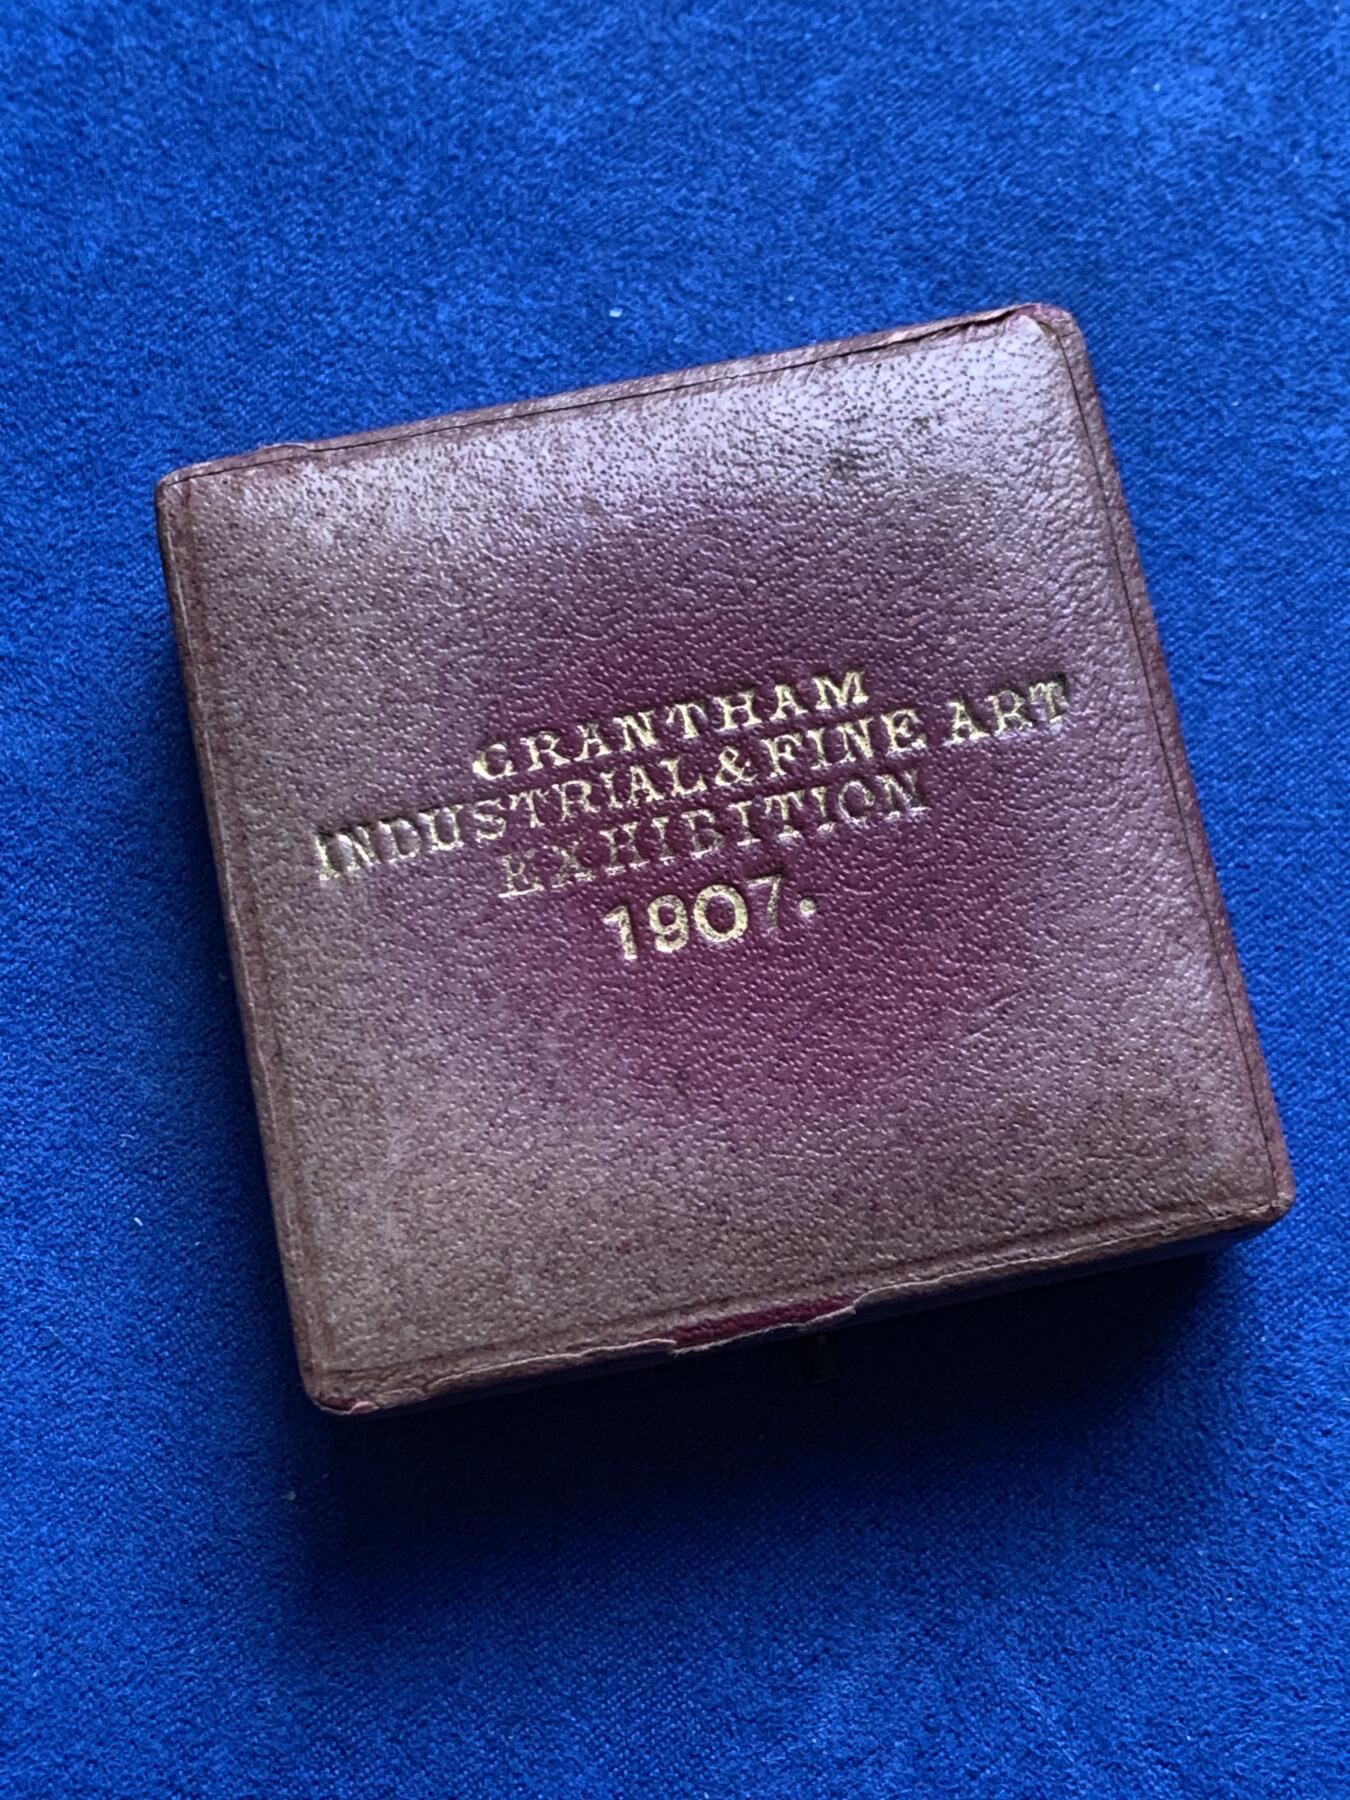 GRANTHAM
INDUSTRIAL & FINE ART
EXHIBITION
1907.